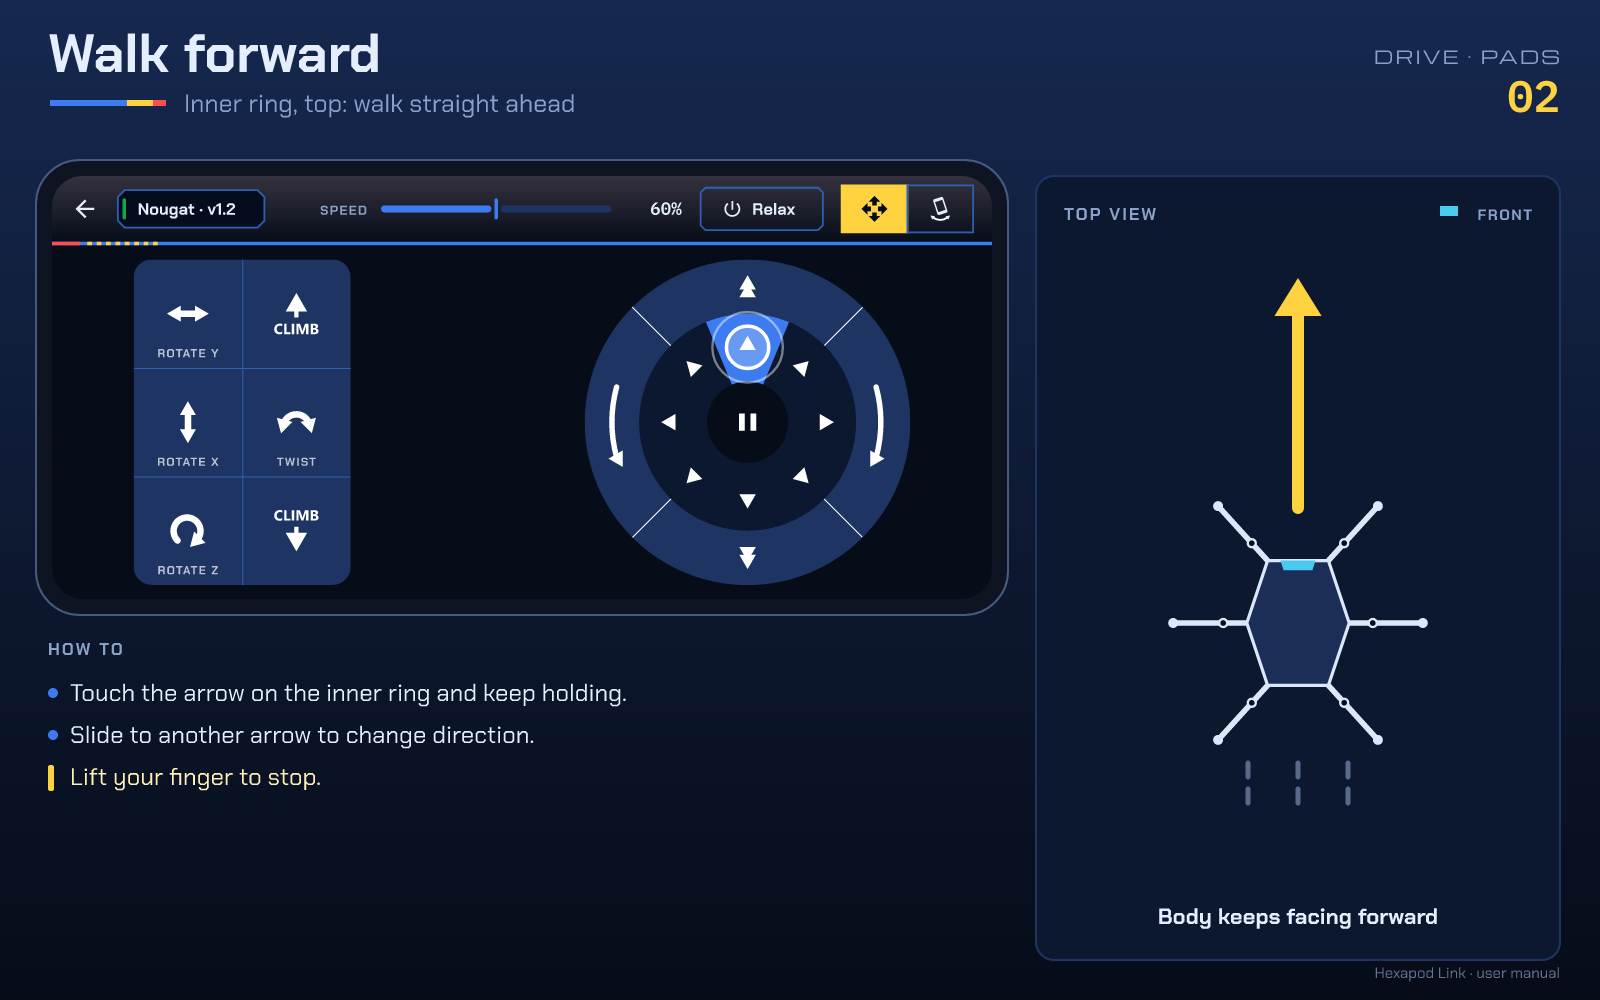 Walk forward
Inner ring, top: walk straight ahead
DRIVE · PADS
02
Nougat · v1.2
SPEED
60%
Relax
ROTATE Y
CLIMB
ROTATE X
TWIST
ROTATE Z
CLIMB
TOP VIEW
FRONT
Body keeps facing forward
HOW TO
Touch the arrow on the inner ring and keep holding.
Slide to another arrow to change direction.
Lift your finger to stop.
Hexapod Link · user manual